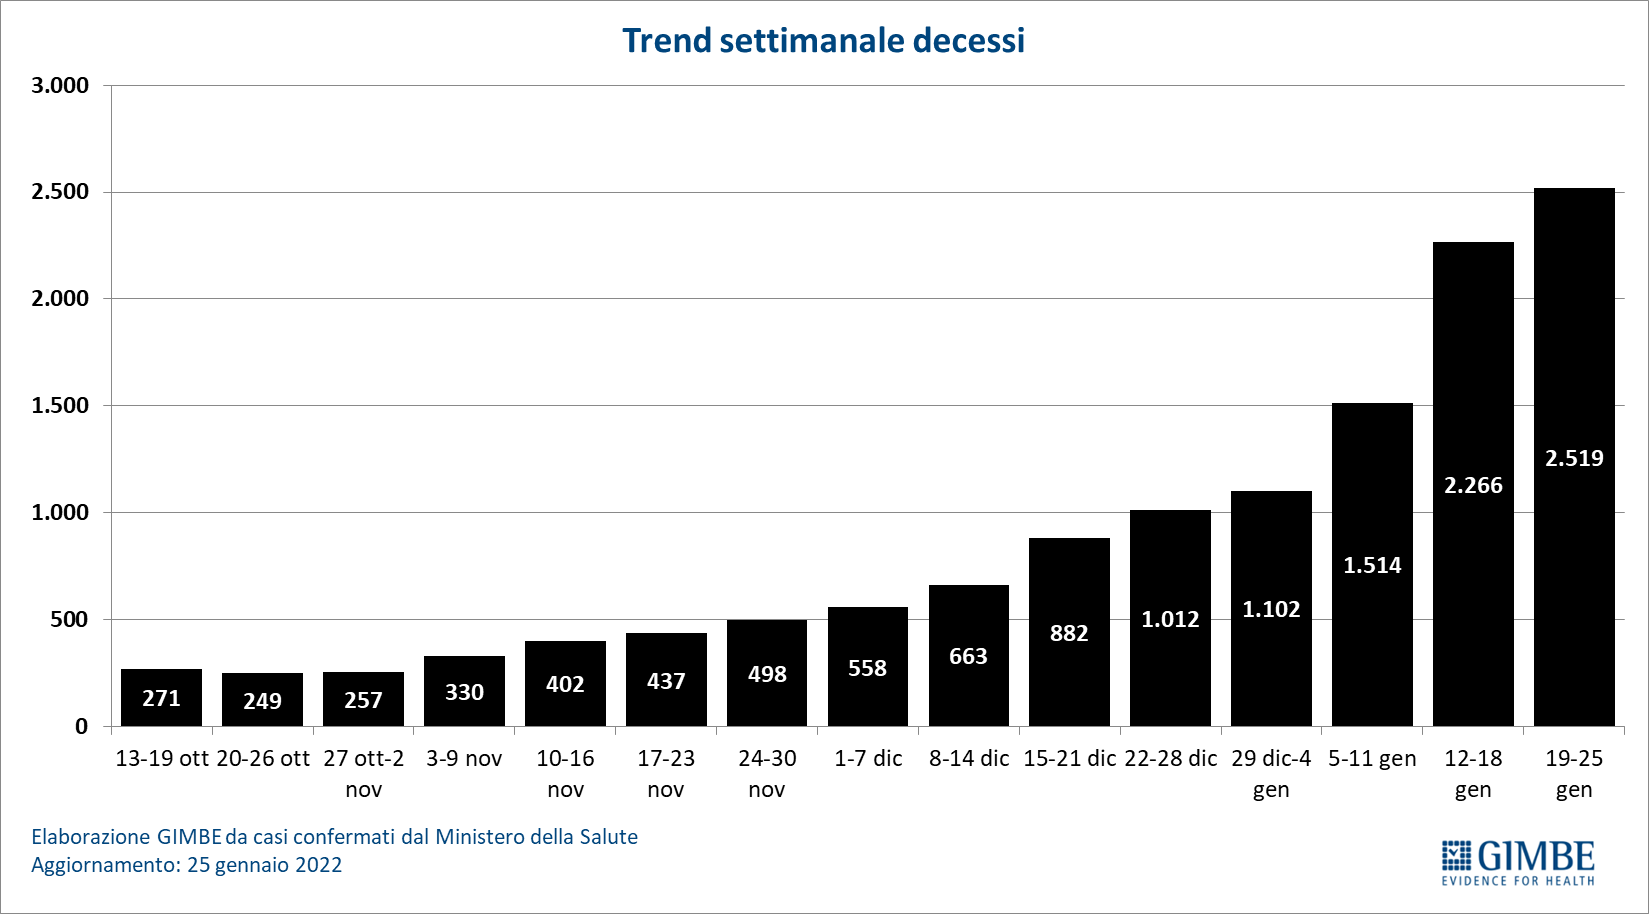 Trend settimanale decessi
3.000
2.500
2.000
1.500
1.000
500
0
271
249
257
330
402
437
498
558
663
882
1.012
1.102
1.514
2.266
2.519
13-19 ott
20-26 ott
27 ott-2
nov
3-9 nov
10-16
nov
17-23
nov
24-30
nov
1-7 dic
8-14 dic
15-21 dic
22-28 dic
29 dic-4
gen
5-11 gen
12-18
gen
19-25
gen
Elaborazione GIMBE da casi confermati dal Ministero della Salute
Aggiornamento: 25 gennaio 2022
GIMBE
EVIDENCE FOR HEALTH